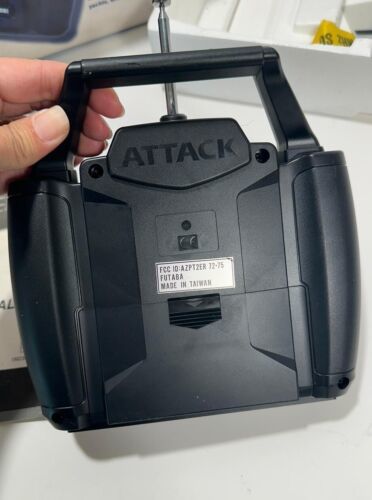 ATTACK
FCC ID:AZPT2ER 72-75
FUTABA
MADE IN TAIWAN